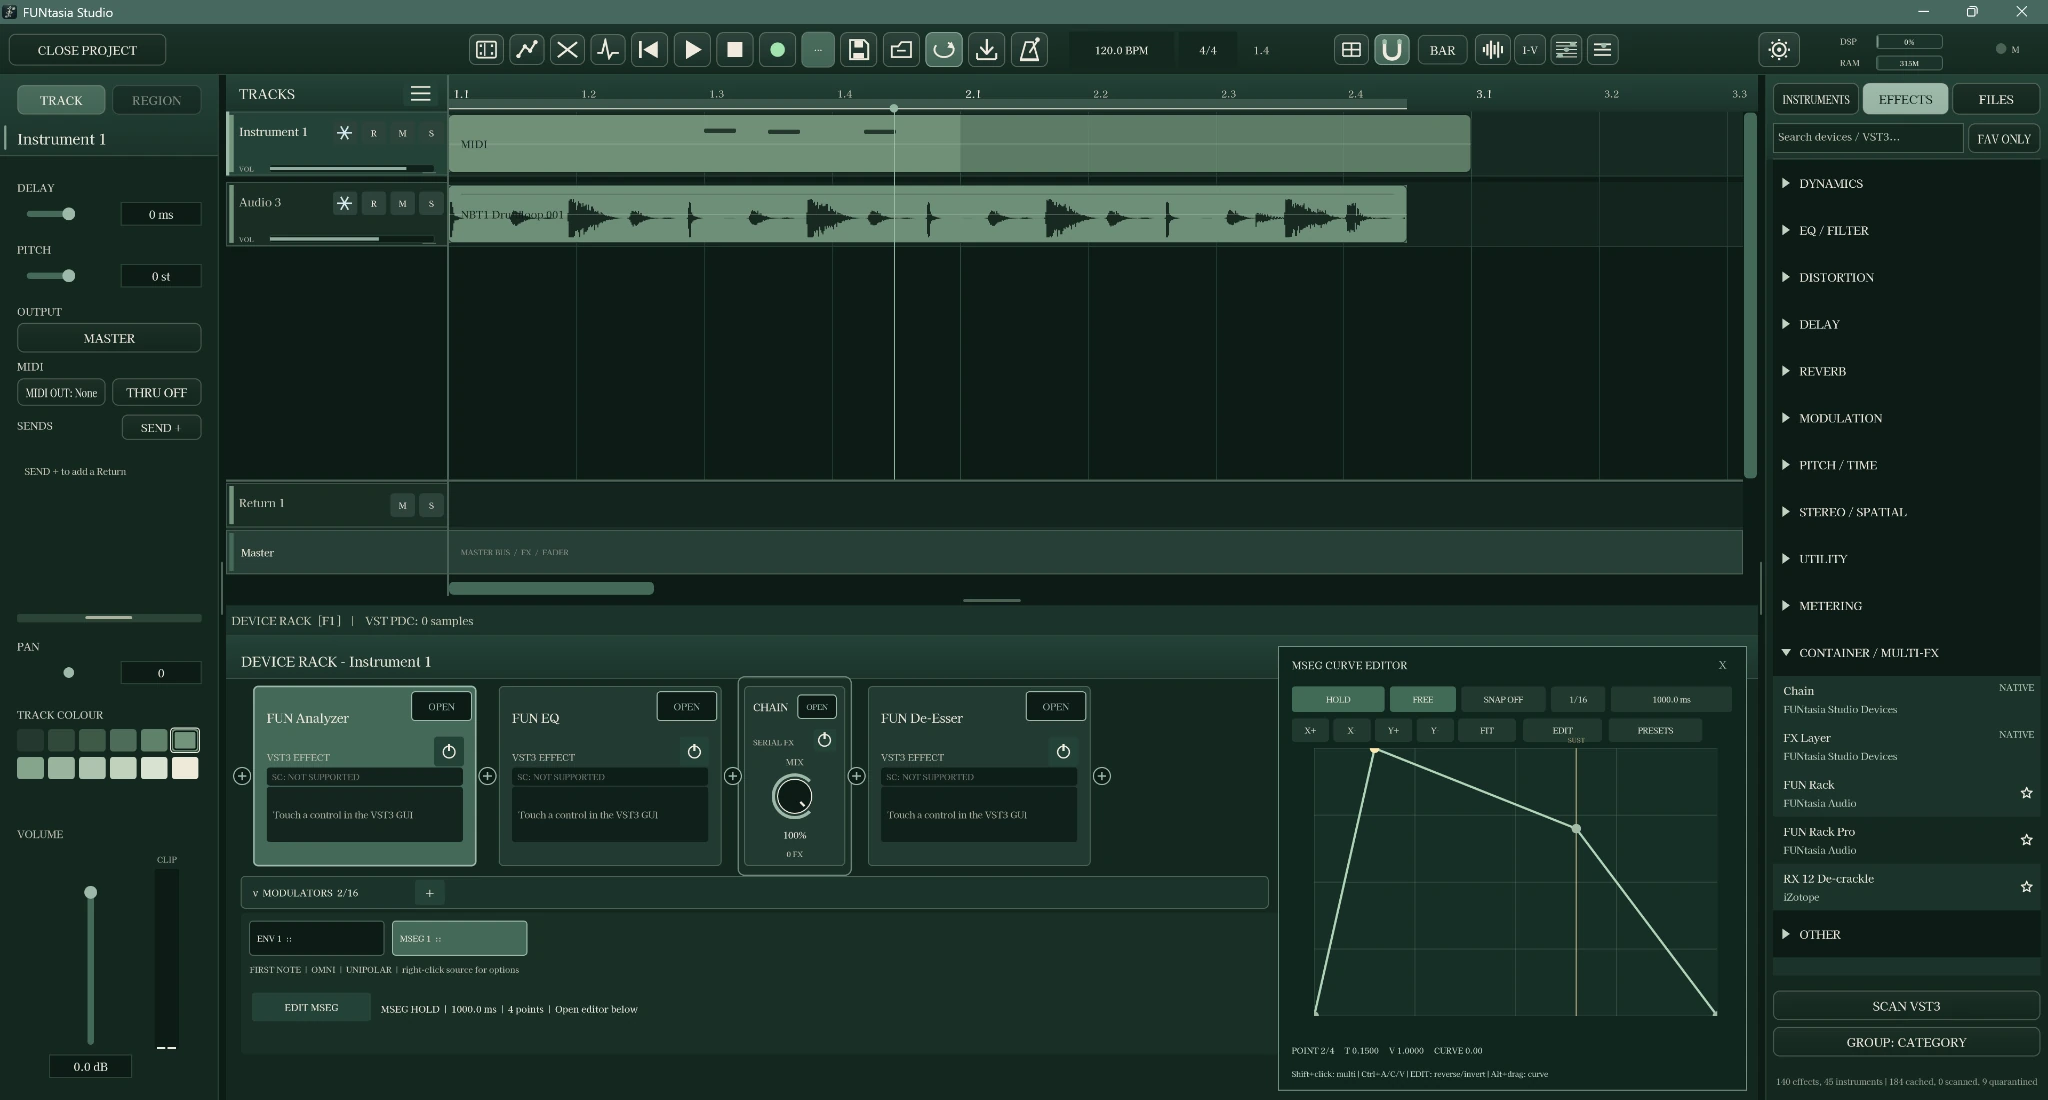 FUNtasia Studio
CLOSE PROJECT
120.0 BPM
4/4
1.4
BAR
I-V
DSP
0%
RAM
315M
M
TRACK
REGION
Instrument 1
DELAY
0 ms
PITCH
0 st
OUTPUT
MASTER
MIDI
MIDI OUT: None
THRU OFF
SENDS
SEND +
SEND + to add a Return
PAN
0
TRACK COLOUR
VOLUME
CLIP
0.0 dB
TRACKS
1.1
1.2
1.3
1.4
2.1
2.2
2.3
2.4
3.1
3.2
3.3
Instrument 1
R
M
S
VOL
MIDI
Audio 3
R
M
S
VOL
NBT1 Drumloop 001
Return 1
M
S
Master
MASTER BUS / FX / FADER
DEVICE RACK [F1] | VST PDC: 0 samples
DEVICE RACK - Instrument 1
FUN Analyzer
OPEN
VST3 EFFECT
SC: NOT SUPPORTED
Touch a control in the VST3 GUI
FUN EQ
OPEN
VST3 EFFECT
SC: NOT SUPPORTED
Touch a control in the VST3 GUI
CHAIN
OPEN
SERIAL FX
MIX
100%
0 FX
FUN De-Esser
OPEN
VST3 EFFECT
SC: NOT SUPPORTED
Touch a control in the VST3 GUI
v MODULATORS 2/16
+
ENV 1 ::
MSEG 1 ::
FIRST NOTE | OMNI | UNIPOLAR | right-click source for options
EDIT MSEG
MSEG HOLD | 1000.0 ms | 4 points | Open editor below
MSEG CURVE EDITOR
X
HOLD
FREE
SNAP OFF
1/16
1000.0 ms
X+
X
Y+
Y
FIT
EDIT
PRESETS
SUST
POINT 2/4 T 0.1500 V 1.0000 CURVE 0.00
Shift+click: multi | Ctrl+A/C/V | EDIT: reverse/invert | Alt+drag: curve
INSTRUMENTS
EFFECTS
FILES
Search devices / VST3...
FAV ONLY
DYNAMICS
EQ / FILTER
DISTORTION
DELAY
REVERB
MODULATION
PITCH / TIME
STEREO / SPATIAL
UTILITY
METERING
CONTAINER / MULTI-FX
Chain
NATIVE
FUNtasia Studio Devices
FX Layer
NATIVE
FUNtasia Studio Devices
FUN Rack
FUNtasia Audio
FUN Rack Pro
FUNtasia Audio
RX 12 De-crackle
iZotope
OTHER
SCAN VST3
GROUP: CATEGORY
140 effects, 45 instruments | 184 cached, 0 scanned, 9 quarantined